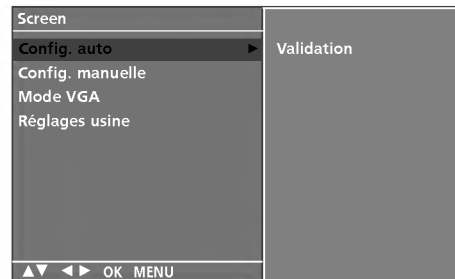 Screen
Config. auto ▶ Validation
Config. manuelle
Mode VGA
Réglages usine
▲▼ ◀▶ OK MENU